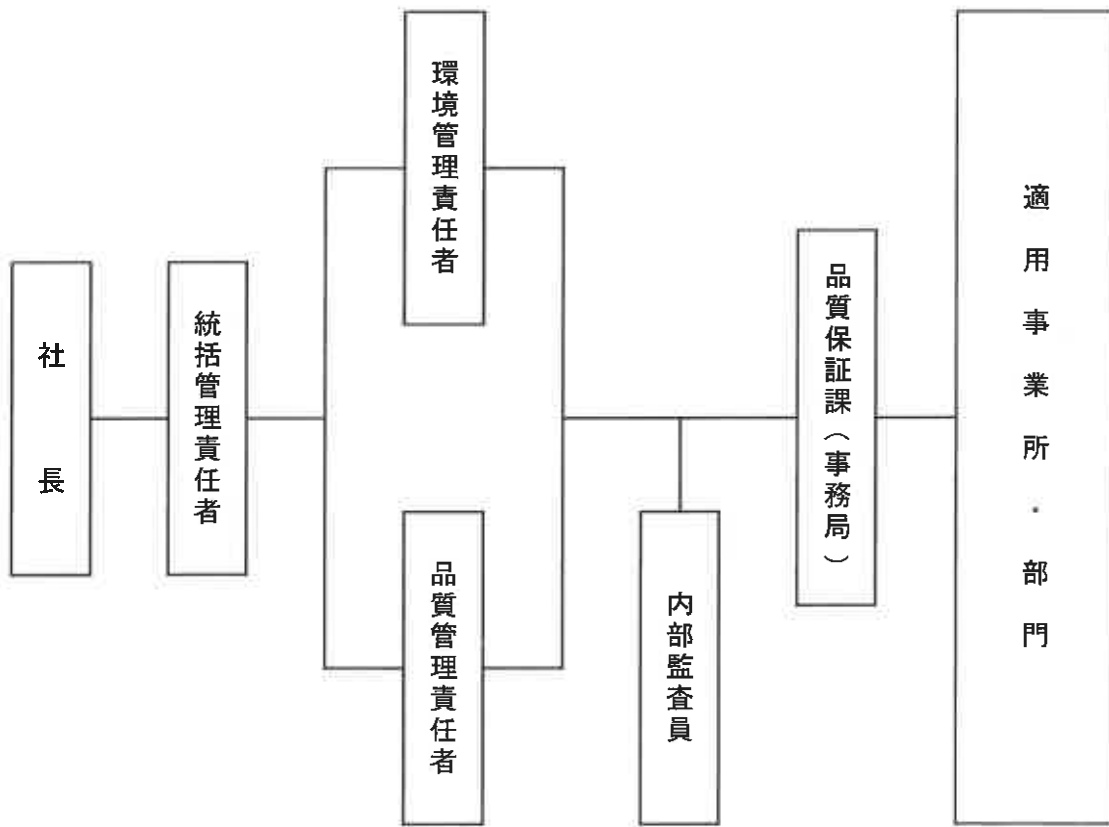 社長
統括管理責任者
環境管理責任者
品質管理責任者
内部監査員
品質保証課（事務局）
適用事業所・部門